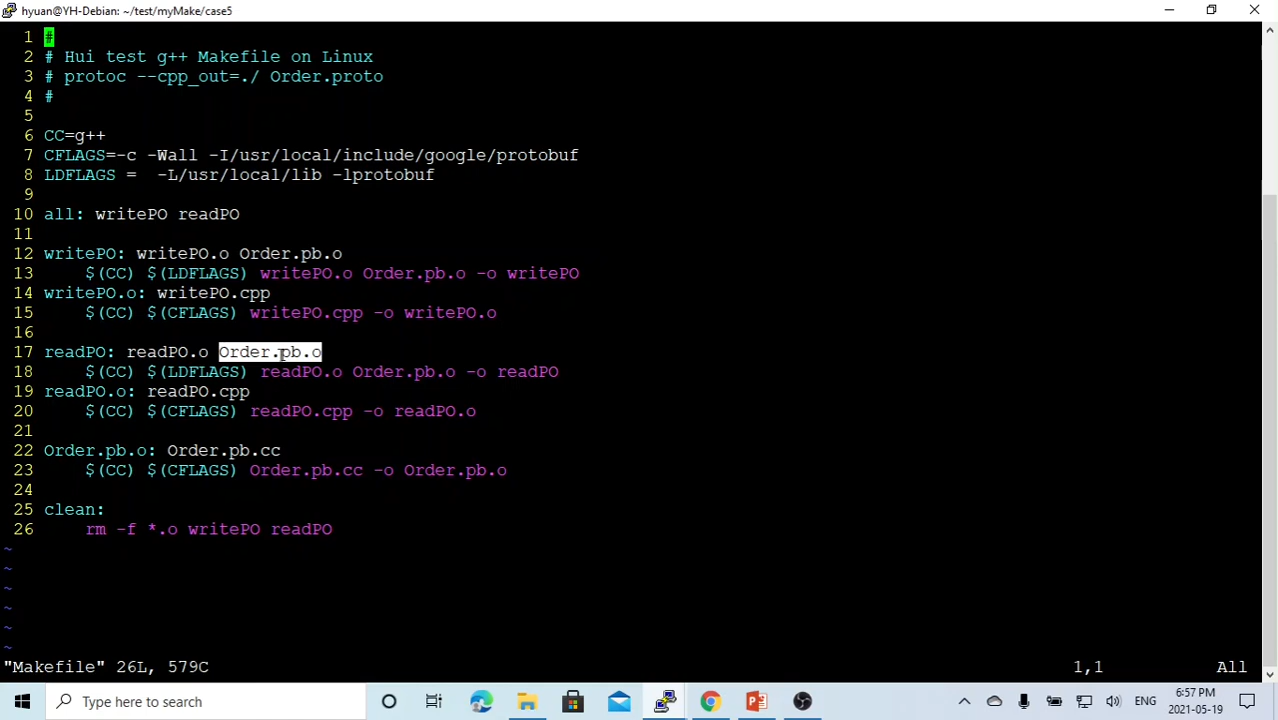 hyuan@YH-Debian: ~/test/myMake/case5
1 #
2 # Hui test g++ Makefile on Linux
3 # protoc --cpp_out=./ Order.proto
4 #
5
6 CC=g++
7 CFLAGS=-c -Wall -I/usr/local/include/google/protobuf
8 LDFLAGS =  -L/usr/local/lib -lprotobuf
9
10 all: writePO readPO
11
12 writePO: writePO.o Order.pb.o
13     $(CC) $(LDFLAGS) writePO.o Order.pb.o -o writePO
14 writePO.o: writePO.cpp
15     $(CC) $(CFLAGS) writePO.cpp -o writePO.o
16
17 readPO: readPO.o Order.pb.o
18     $(CC) $(LDFLAGS) readPO.o Order.pb.o -o readPO
19 readPO.o: readPO.cpp
20     $(CC) $(CFLAGS) readPO.cpp -o readPO.o
21
22 Order.pb.o: Order.pb.cc
23     $(CC) $(CFLAGS) Order.pb.cc -o Order.pb.o
24
25 clean:
26     rm -f *.o writePO readPO
~
~
~
~
~
~
"Makefile" 26L, 579C 1,1 All
Type here to search
ENG
6:57 PM
2021-05-19